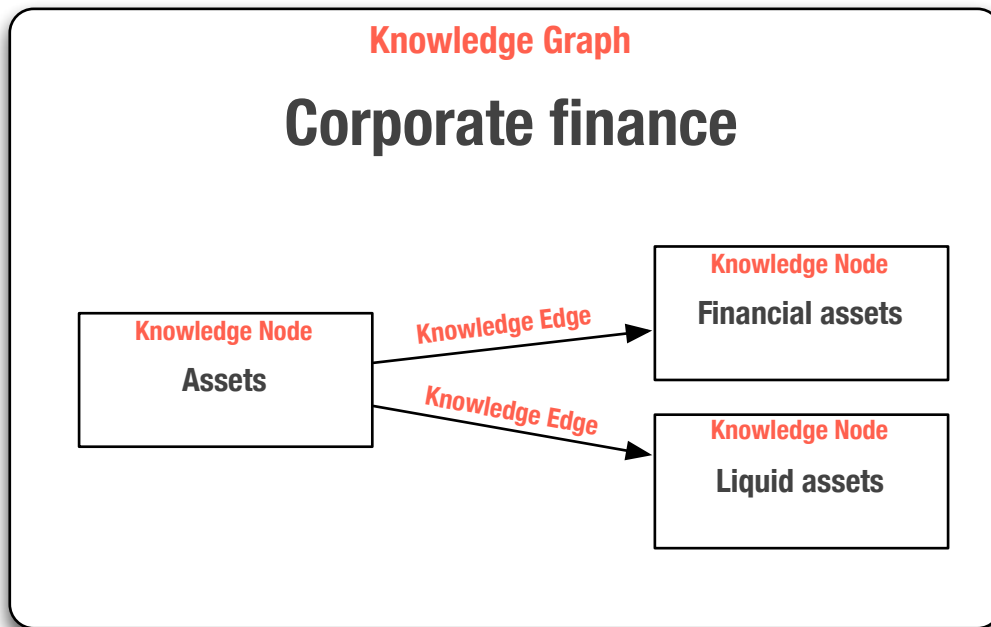 Knowledge Graph
Corporate finance
Knowledge Node
Assets
Knowledge Edge
Knowledge Edge
Knowledge Node
Financial assets
Knowledge Node
Liquid assets